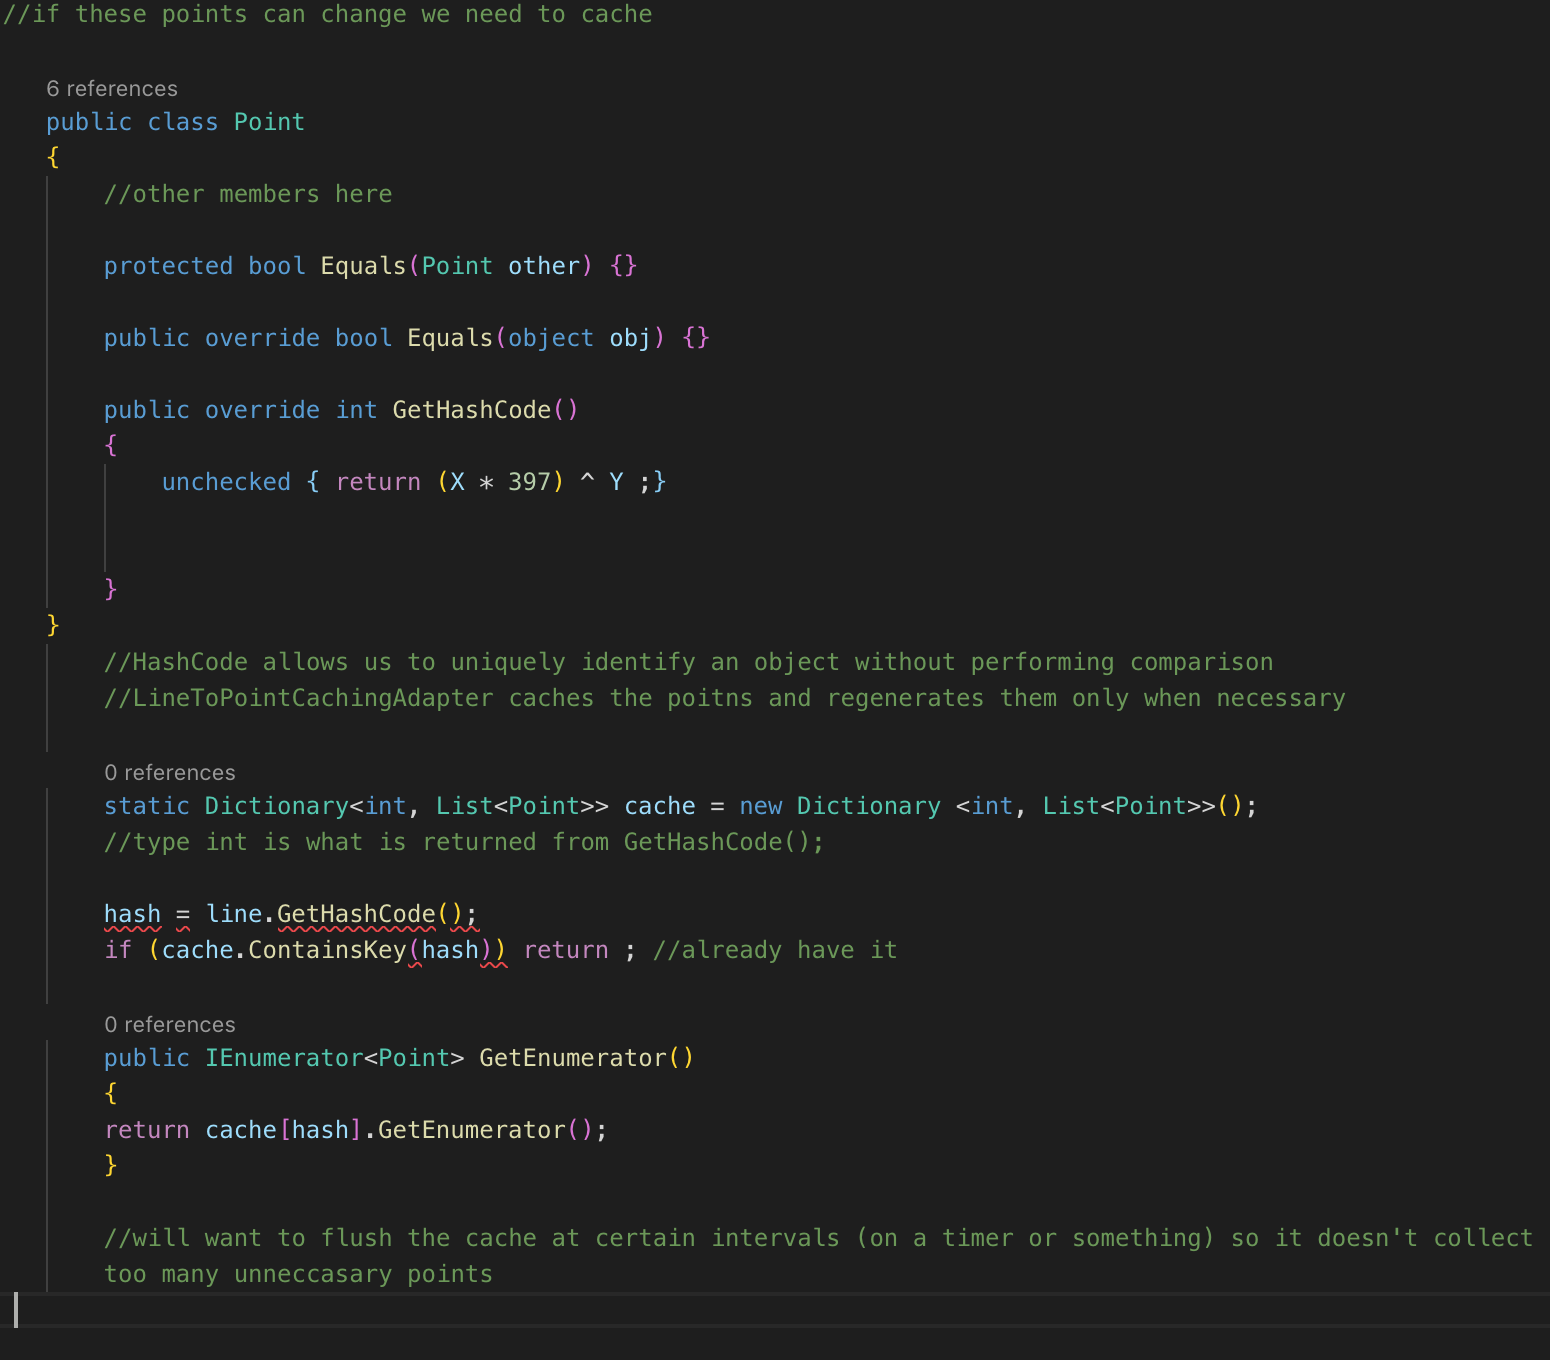 //if these points can change we need to cache
6 references
public class Point
{
//other members here
protected bool Equals(Point other) {}
public override bool Equals(object obj) {}
public override int GetHashCode()
{
unchecked { return (X * 397) ^ Y ;}
}
}
//HashCode allows us to uniquely identify an object without performing comparison
//LineToPointCachingAdapter caches the poitns and regenerates them only when necessary
0 references
static Dictionary<int, List<Point>> cache = new Dictionary <int, List<Point>>();
//type int is what is returned from GetHashCode();
hash = line.GetHashCode();
if (cache.ContainsKey(hash)) return ; //already have it
0 references
public IEnumerator<Point> GetEnumerator()
{
return cache[hash].GetEnumerator();
}
//will want to flush the cache at certain intervals (on a timer or something) so it doesn't collect
too many unneccasary points